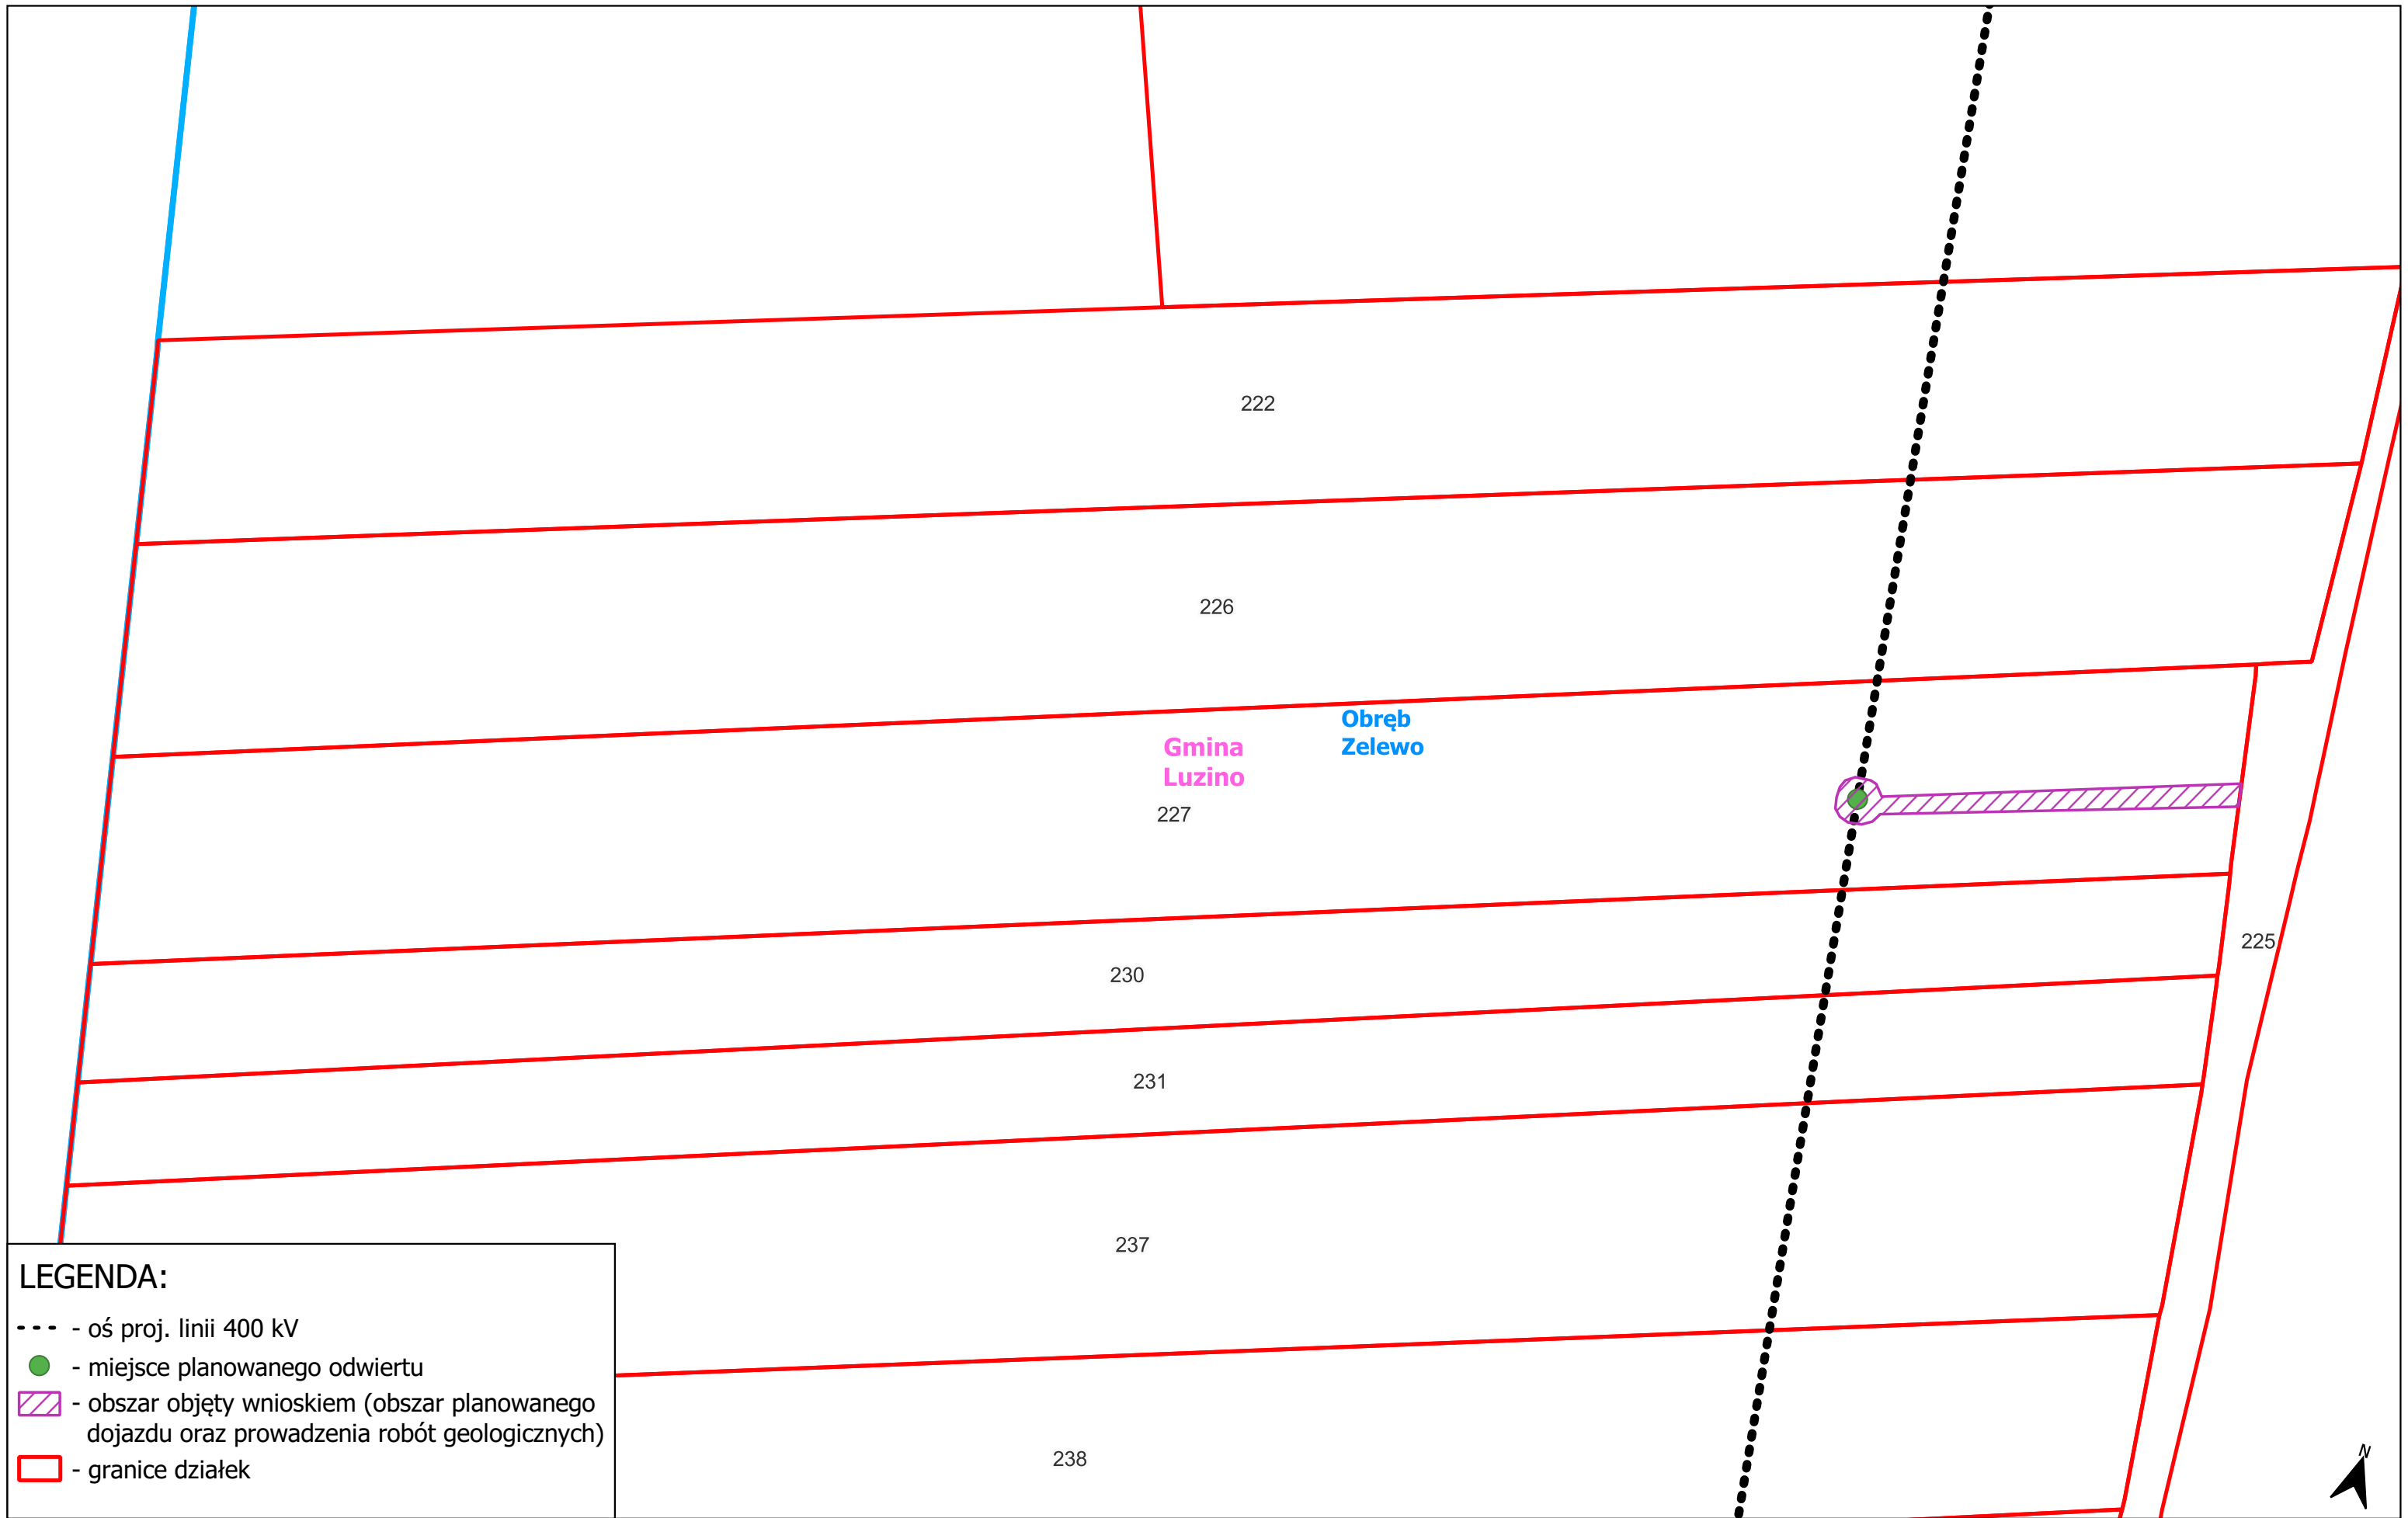 222
226
Obręb
Zelewo
Gmina
Luzino
227
225
230
231
237
238
LEGENDA:
- oś proj. linii 400 kV
- miejsce planowanego odwiertu
- obszar objęty wnioskiem (obszar planowanego
dojazdu oraz prowadzenia robót geologicznych)
- granice działek
N